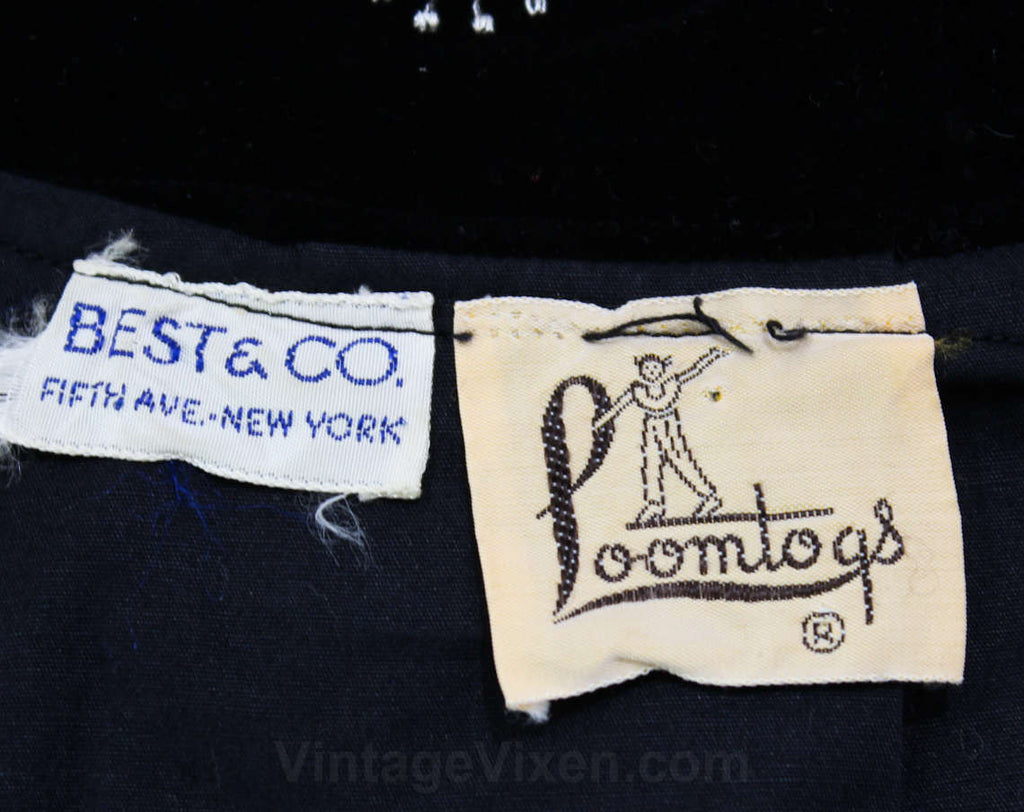 BEST & CO.
FIFTH AVE.-NEW YORK
Loomtogs
®
VintageVixen.com